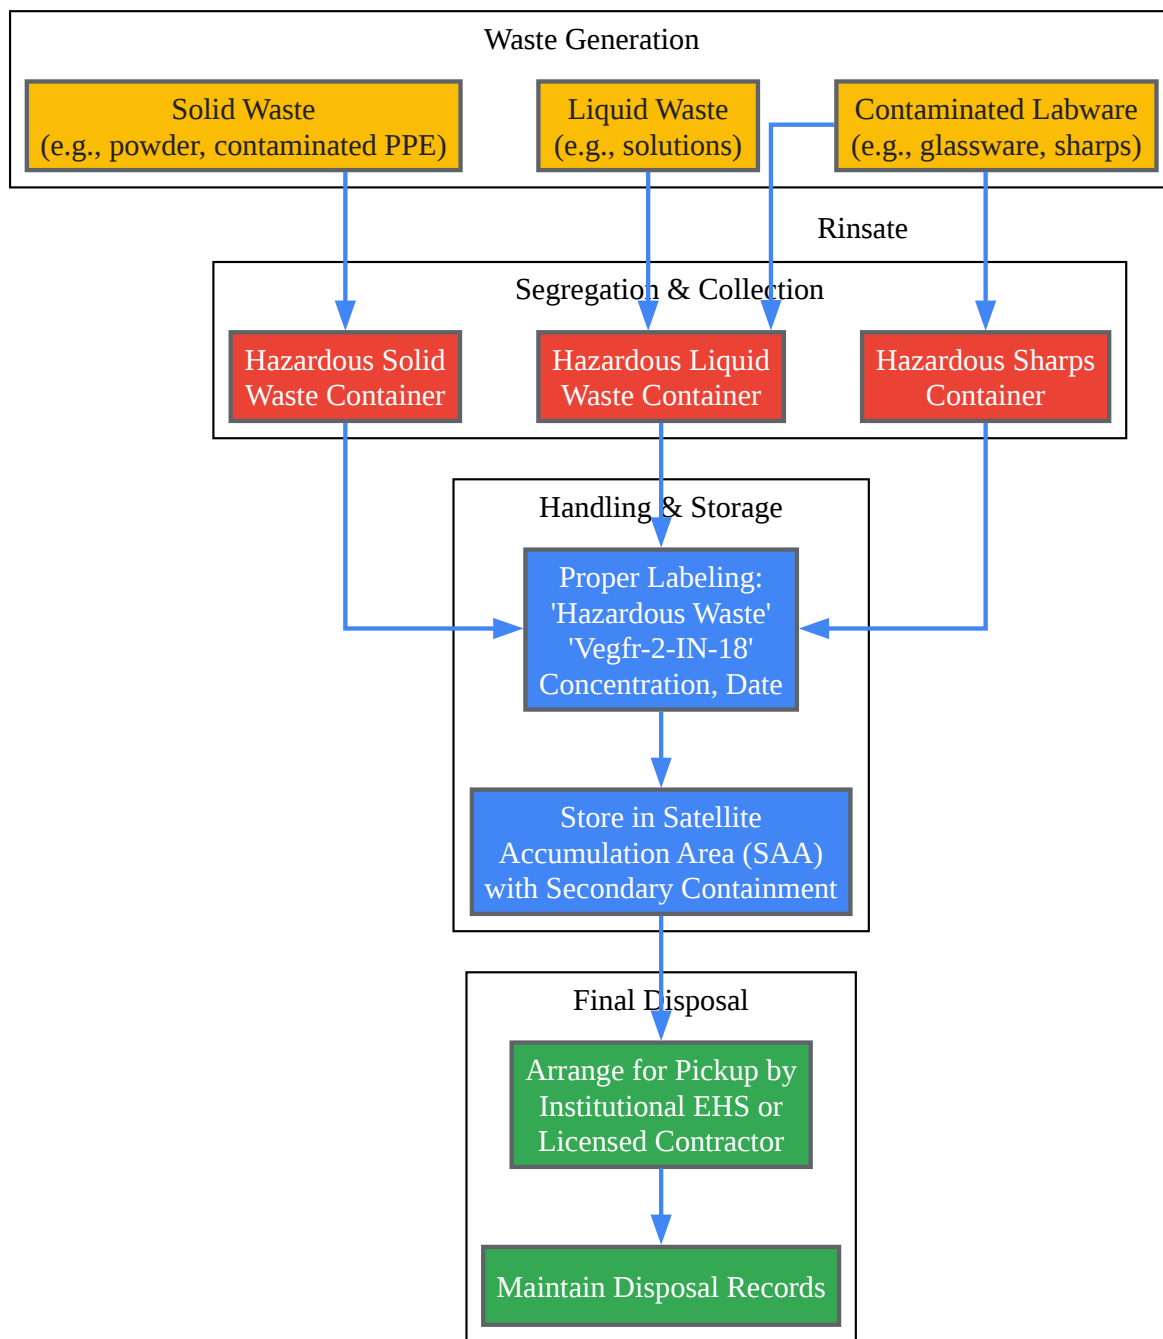 Waste Generation
Solid Waste
(e.g., powder, contaminated PPE)
Liquid Waste
(e.g., solutions)
Contaminated Labware
(e.g., glassware, sharps)
Rinsate
Segregation & Collection
Hazardous Solid
Waste Container
Hazardous Liquid
Waste Container
Hazardous Sharps
Container
Handling & Storage
Proper Labeling:
'Hazardous Waste'
'Vegfr-2-IN-18'
Concentration, Date
Store in Satellite
Accumulation Area (SAA)
with Secondary Containment
Final Disposal
Arrange for Pickup by
Institutional EHS or
Licensed Contractor
Maintain Disposal Records